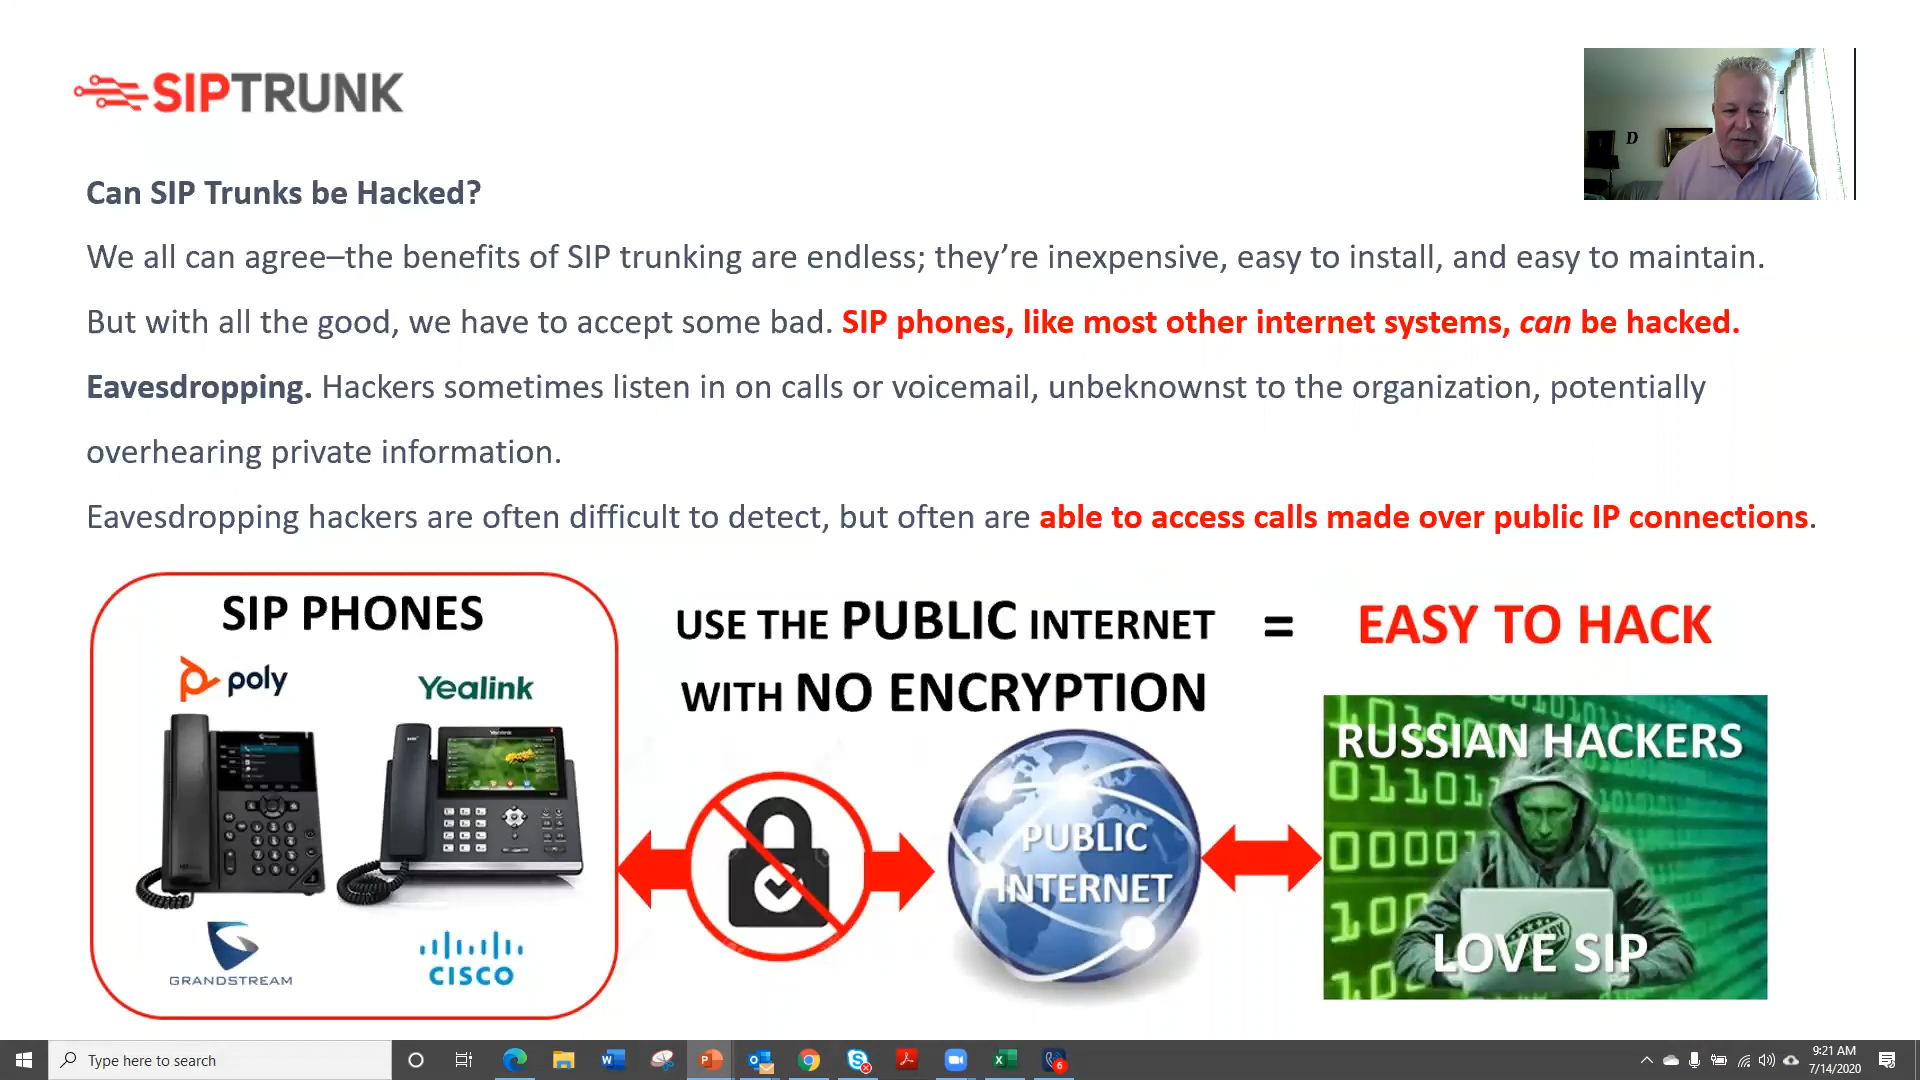 SIPTRUNK
D
Can SIP Trunks be Hacked?
We all can agree–the benefits of SIP trunking are endless; they’re inexpensive, easy to install, and easy to maintain.
But with all the good, we have to accept some bad. SIP phones, like most other internet systems, can be hacked.
Eavesdropping. Hackers sometimes listen in on calls or voicemail, unbeknownst to the organization, potentially
overhearing private information.
Eavesdropping hackers are often difficult to detect, but often are able to access calls made over public IP connections.
SIP PHONES
poly
Yealink
Yealink
GRANDSTREAM
CISCO
USE THE PUBLIC INTERNET
WITH NO ENCRYPTION
=
EASY TO HACK
PUBLIC
INTERNET
RUSSIAN HACKERS
LOVE SIP
Type here to search
6
9:21 AM
7/14/2020